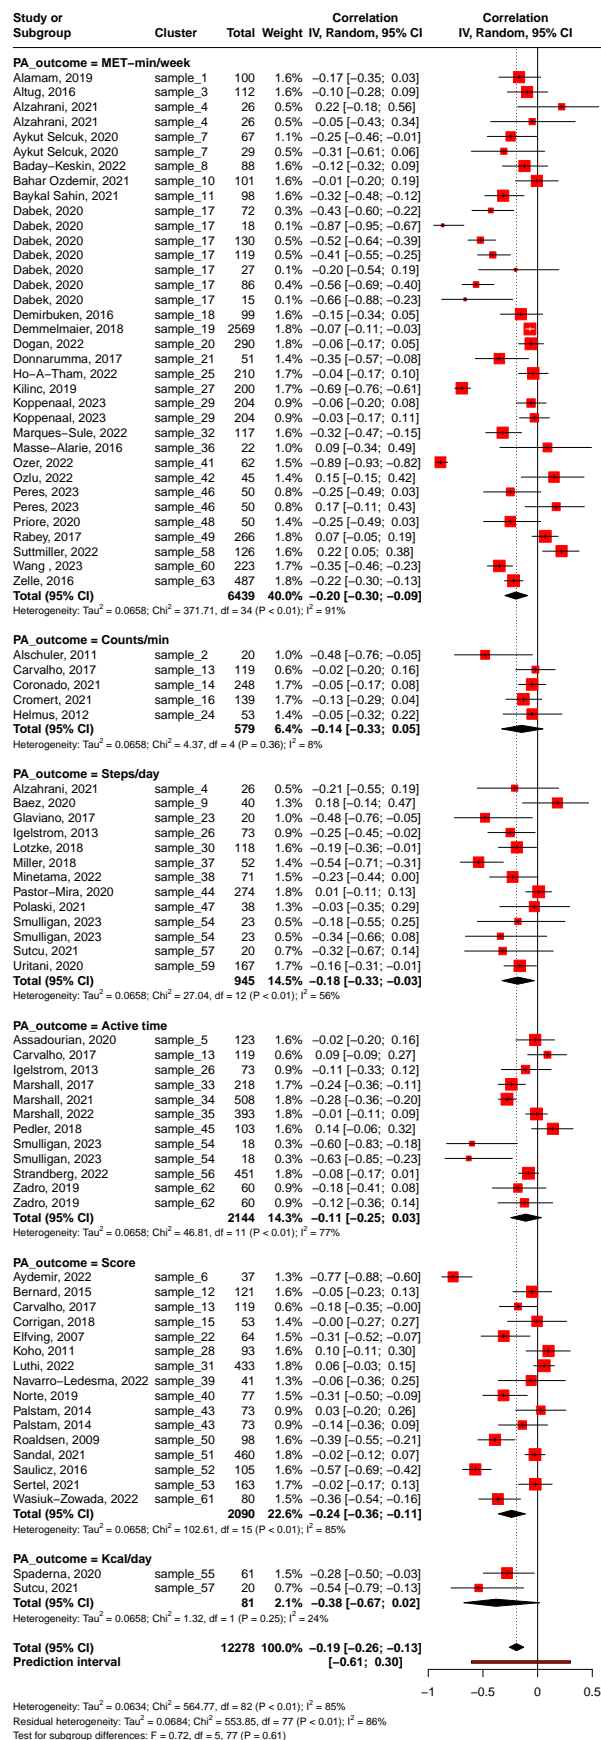 Study or Correlation Correlation
Subgroup Cluster Total Weight IV, Random, 95% CI IV, Random, 95% CI
PA_outcome = MET−min/week
Alamam, 2019 sample_1 100 1.6% −0.17 [−0.35; 0.03]
Altug, 2016 sample_3 112 1.6% −0.10 [−0.28; 0.09]
Alzahrani, 2021 sample_4 26 0.5% 0.22 [−0.18; 0.56]
Alzahrani, 2021 sample_4 26 0.5% −0.05 [−0.43; 0.34]
Aykut Selcuk, 2020 sample_7 67 1.1% −0.25 [−0.46; −0.01]
Aykut Selcuk, 2020 sample_7 29 0.5% −0.31 [−0.61; 0.06]
Baday−Keskin, 2022 sample_8 88 1.6% −0.12 [−0.32; 0.09]
Bahar Ozdemir, 2021 sample_10 101 1.6% −0.01 [−0.20; 0.19]
Baykal Sahin, 2021 sample_11 98 1.6% −0.32 [−0.48; −0.12]
Dabek, 2020 sample_17 72 0.3% −0.43 [−0.60; −0.22]
Dabek, 2020 sample_17 18 0.1% −0.87 [−0.95; −0.67]
Dabek, 2020 sample_17 130 0.3% −0.52 [−0.64; −0.39]
Dabek, 2020 sample_17 119 0.3% −0.41 [−0.55; −0.25]
Dabek, 2020 sample_17 27 0.1% −0.20 [−0.54; 0.19]
Dabek, 2020 sample_17 86 0.3% −0.56 [−0.69; −0.40]
Dabek, 2020 sample_17 15 0.1% −0.66 [−0.88; −0.23]
Demirbuken, 2016 sample_18 99 1.6% −0.15 [−0.34; 0.05]
Demmelmaier, 2018 sample_19 2569 1.8% −0.07 [−0.11; −0.03]
Dogan, 2022 sample_20 290 1.8% −0.06 [−0.17; 0.05]
Donnarumma, 2017 sample_21 51 1.4% −0.35 [−0.57; −0.08]
Ho−A−Tham, 2022 sample_25 210 1.7% −0.04 [−0.17; 0.10]
Kilinc, 2019 sample_27 200 1.7% −0.69 [−0.76; −0.61]
Koppenaal, 2023 sample_29 204 0.9% −0.06 [−0.20; 0.08]
Koppenaal, 2023 sample_29 204 0.9% −0.03 [−0.17; 0.11]
Marques−Sule, 2022 sample_32 117 1.6% −0.32 [−0.47; −0.15]
Masse−Alarie, 2016 sample_36 22 1.1% 0.09 [−0.34; 0.49]
Ozer, 2022 sample_41 62 1.5% −0.89 [−0.93; −0.82]
Ozlu, 2022 sample_42 45 1.4% 0.15 [−0.15; 0.42]
Peres, 2023 sample_46 50 0.8% −0.25 [−0.49; 0.03]
Peres, 2023 sample_46 50 0.8% 0.17 [−0.11; 0.43]
Priore, 2020 sample_48 50 1.4% −0.25 [−0.49; 0.03]
Rabey, 2017 sample_49 266 1.8% 0.07 [−0.05; 0.19]
Suttmiller, 2022 sample_58 126 1.6% 0.22 [ 0.05; 0.38]
Wang , 2023 sample_60 223 1.7% −0.35 [−0.46; −0.23]
Zelle, 2016 sample_63 487 1.8% −0.22 [−0.30; −0.13]
Total (95% CI) 6439 40.0% −0.20 [−0.30; −0.09]
Heterogeneity: Tau² = 0.0658; Chi² = 371.71, df = 34 (P < 0.01); I² = 91%
PA_outcome = Counts/min
Alschuler, 2011 sample_2 20 1.0% −0.48 [−0.76; −0.05]
Carvalho, 2017 sample_13 119 0.6% −0.02 [−0.20; 0.16]
Coronado, 2021 sample_14 248 1.7% −0.05 [−0.17; 0.08]
Cromert, 2021 sample_16 139 1.7% −0.13 [−0.29; 0.04]
Helmus, 2012 sample_24 53 1.4% −0.05 [−0.32; 0.22]
Total (95% CI) 579 6.4% −0.14 [−0.33; 0.05]
Heterogeneity: Tau² = 0.0658; Chi² = 4.37, df = 4 (P = 0.36); I² = 8%
PA_outcome = Steps/day
Alzahrani, 2021 sample_4 26 0.5% −0.21 [−0.55; 0.19]
Baez, 2020 sample_9 40 1.3% 0.18 [−0.14; 0.47]
Glaviano, 2017 sample_23 20 1.0% −0.48 [−0.76; −0.05]
Igelstrom, 2013 sample_26 73 0.9% −0.25 [−0.45; −0.02]
Lotzke, 2018 sample_30 118 1.6% −0.19 [−0.36; −0.01]
Miller, 2018 sample_37 52 1.4% −0.54 [−0.71; −0.31]
Minetama, 2022 sample_38 71 1.5% −0.23 [−0.44; 0.00]
Pastor−Mira, 2020 sample_44 274 1.8% 0.01 [−0.11; 0.13]
Polaski, 2021 sample_47 38 1.3% −0.03 [−0.35; 0.29]
Smulligan, 2023 sample_54 23 0.5% −0.18 [−0.55; 0.25]
Smulligan, 2023 sample_54 23 0.5% −0.34 [−0.66; 0.08]
Sutcu, 2021 sample_57 20 0.7% −0.32 [−0.67; 0.14]
Uritani, 2020 sample_59 167 1.7% −0.16 [−0.31; −0.01]
Total (95% CI) 945 14.5% −0.18 [−0.33; −0.03]
Heterogeneity: Tau² = 0.0658; Chi² = 27.04, df = 12 (P < 0.01); I² = 56%
PA_outcome = Active time
Assadourian, 2020 sample_5 123 1.6% −0.02 [−0.20; 0.16]
Carvalho, 2017 sample_13 119 0.6% 0.09 [−0.09; 0.27]
Igelstrom, 2013 sample_26 73 0.9% −0.11 [−0.33; 0.12]
Marshall, 2017 sample_33 218 1.7% −0.24 [−0.36; −0.11]
Marshall, 2021 sample_34 508 1.8% −0.28 [−0.36; −0.20]
Marshall, 2022 sample_35 393 1.8% −0.01 [−0.11; 0.09]
Pedler, 2018 sample_45 103 1.6% 0.14 [−0.06; 0.32]
Smulligan, 2023 sample_54 18 0.3% −0.60 [−0.83; −0.18]
Smulligan, 2023 sample_54 18 0.3% −0.63 [−0.85; −0.23]
Strandberg, 2022 sample_56 451 1.8% −0.08 [−0.17; 0.01]
Zadro, 2019 sample_62 60 0.9% −0.18 [−0.41; 0.08]
Zadro, 2019 sample_62 60 0.9% −0.12 [−0.36; 0.14]
Total (95% CI) 2144 14.3% −0.11 [−0.25; 0.03]
Heterogeneity: Tau² = 0.0658; Chi² = 46.81, df = 11 (P < 0.01); I² = 77%
PA_outcome = Score
Aydemir, 2022 sample_6 37 1.3% −0.77 [−0.88; −0.60]
Bernard, 2015 sample_12 121 1.6% −0.05 [−0.23; 0.13]
Carvalho, 2017 sample_13 119 0.6% −0.18 [−0.35; −0.00]
Corrigan, 2018 sample_15 53 1.4% −0.00 [−0.27; 0.27]
Elfving, 2007 sample_22 64 1.5% −0.31 [−0.52; −0.07]
Koho, 2011 sample_28 93 1.6% 0.10 [−0.11; 0.30]
Luthi, 2022 sample_31 433 1.8% 0.06 [−0.03; 0.15]
Navarro−Ledesma, 2022 sample_39 41 1.4% −0.06 [−0.36; 0.25]
Norte, 2019 sample_40 77 1.5% −0.31 [−0.50; −0.09]
Palstam, 2014 sample_43 73 0.9% 0.03 [−0.20; 0.26]
Palstam, 2014 sample_43 73 0.9% −0.14 [−0.36; 0.09]
Roaldsen, 2009 sample_50 98 1.6% −0.39 [−0.55; −0.21]
Sandal, 2021 sample_51 460 1.8% −0.02 [−0.12; 0.07]
Saulicz, 2016 sample_52 105 1.6% −0.57 [−0.69; −0.42]
Sertel, 2021 sample_53 163 1.7% −0.02 [−0.17; 0.13]
Wasiuk−Zowada, 2022 sample_61 80 1.6% −0.36 [−0.54; −0.16]
Total (95% CI) 2090 22.6% −0.24 [−0.36; −0.11]
Heterogeneity: Tau² = 0.0658; Chi² = 102.61, df = 15 (P < 0.01); I² = 85%
PA_outcome = Kcal/day
Spaderna, 2020 sample_55 61 1.5% −0.28 [−0.50; −0.03]
Sutcu, 2021 sample_57 20 0.7% −0.54 [−0.79; −0.13]
Total (95% CI) 81 2.1% −0.38 [−0.67; 0.02]
Heterogeneity: Tau² = 0.0658; Chi² = 1.32, df = 1 (P = 0.25); I² = 24%
Total (95% CI) 12278 100.0% −0.19 [−0.26; −0.13]
Prediction interval [−0.61; 0.30]
−1 −0.5 0 0.5
Heterogeneity: Tau² = 0.0634; Chi² = 564.77, df = 82 (P < 0.01); I² = 85%
Residual heterogeneity: Tau² = 0.0684; Chi² = 553.85, df = 77 (P < 0.01); I² = 86%
Test for subgroup differences: F = 0.72, df = 5, 77 (P = 0.61)